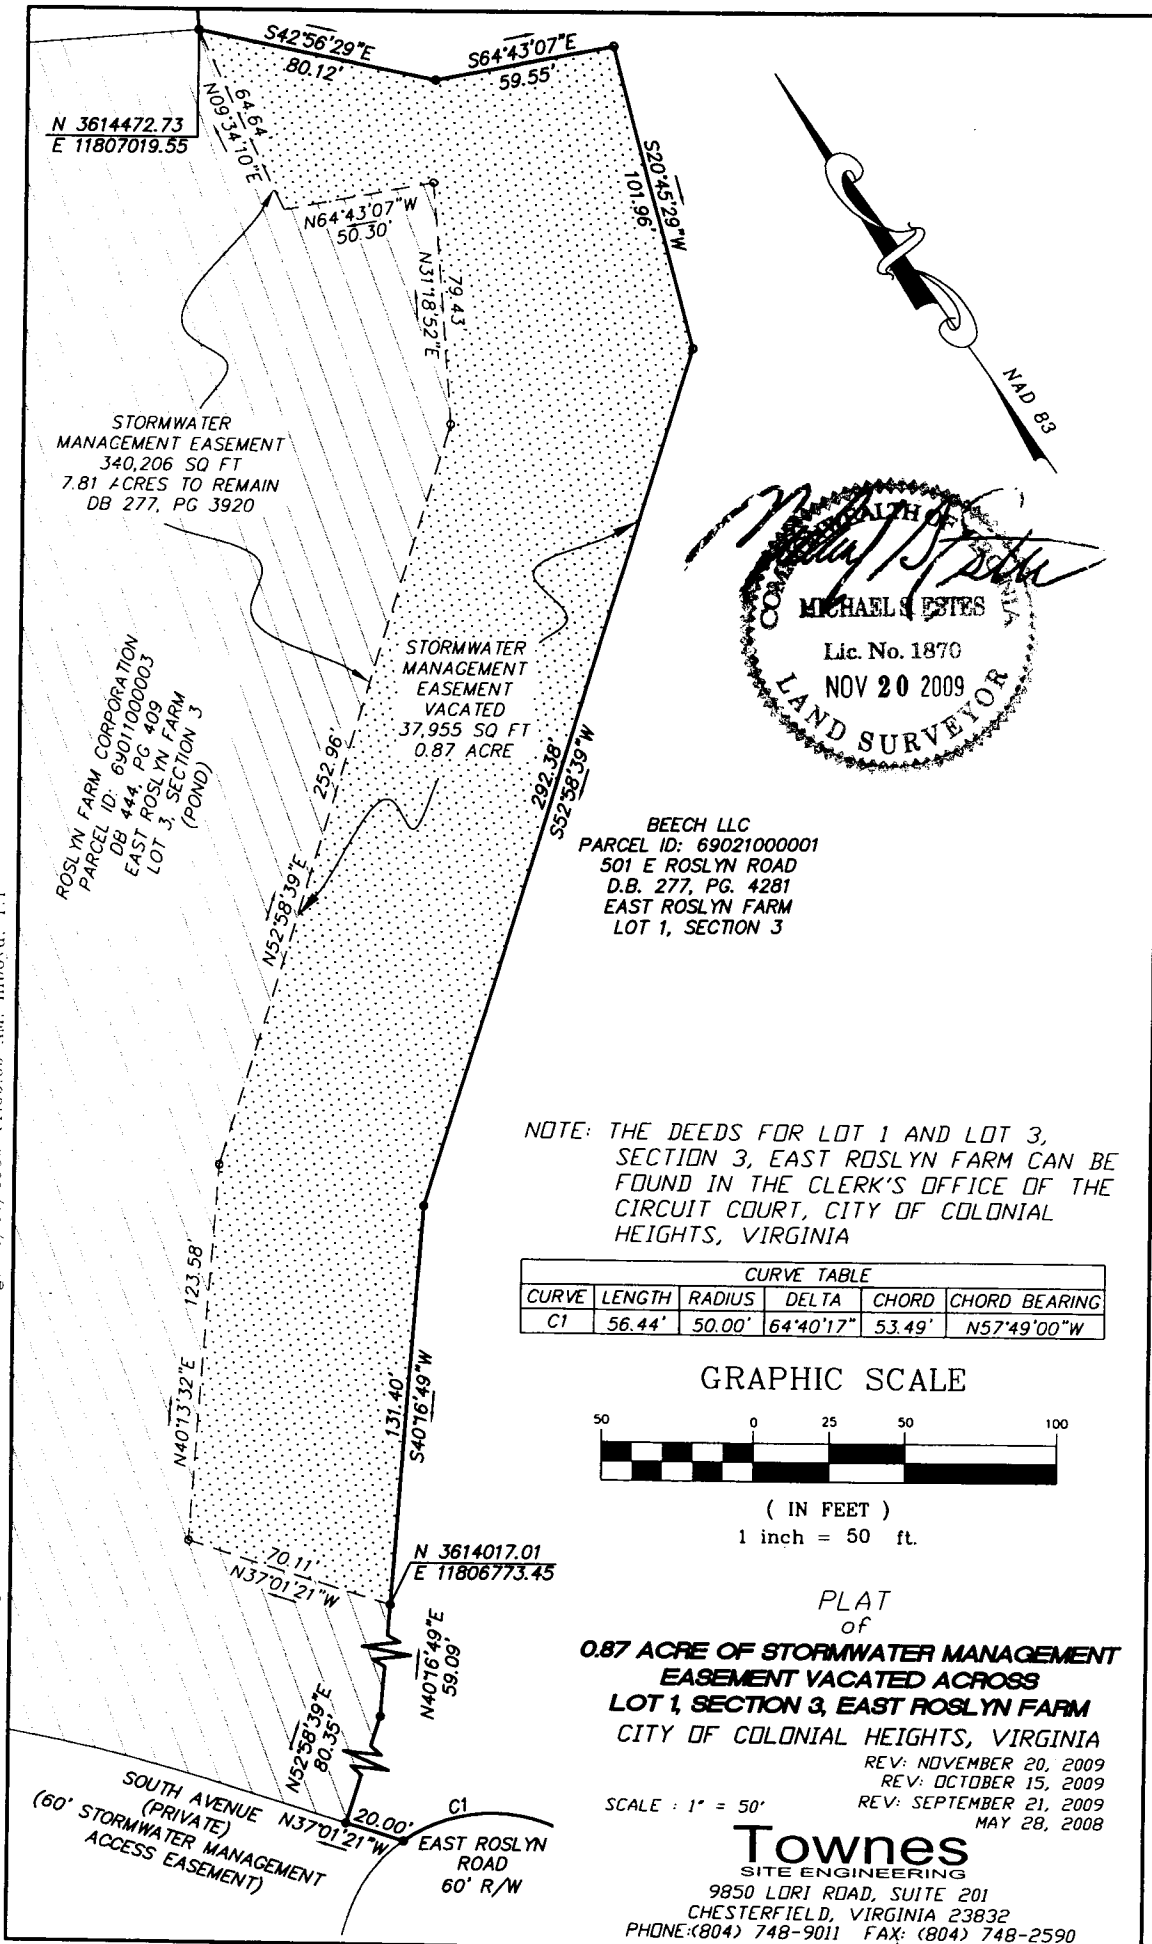 S42°56'29"E
80.12'
S64°43'07"E
59.55'
N 3614472.73
E 11807019.55
64.64'
N09°34'10"E
N64°43'07"W
50.30'
S20°45'29"W
101.96'
79.43'
N31°18'52"E
NAD 83
STORMWATER
MANAGEMENT EASEMENT
340,206 SQ FT
7.81 ACRES TO REMAIN
DB 277, PG 3920
COMMONWEALTH OF VIRGINIA
MICHAEL S ESTES
Lic. No. 1870
NOV 20 2009
LAND SURVEYOR
STORMWATER
MANAGEMENT
EASEMENT
VACATED
37,955 SQ FT
0.87 ACRE
ROSLYN FARM CORPORATION
PARCEL ID: 69011000003
DB 444, PG 409
EAST ROSLYN FARM
LOT 3, SECTION 3
(POND)
252.96'
N52°58'39"E
292.38'
S52°58'39"W
BEECH LLC
PARCEL ID: 69021000001
501 E ROSLYN ROAD
D.B. 277, PG. 4281
EAST ROSLYN FARM
LOT 1, SECTION 3
NOTE: THE DEEDS FOR LOT 1 AND LOT 3,
SECTION 3, EAST ROSLYN FARM CAN BE
FOUND IN THE CLERK'S OFFICE OF THE
CIRCUIT COURT, CITY OF COLONIAL
HEIGHTS, VIRGINIA
CURVE TABLE
CURVE LENGTH RADIUS DELTA CHORD CHORD BEARING
C1 56.44' 50.00' 64°40'17" 53.49' N57°49'00"W
123.58'
N40°13'32"E
131.40'
S40°16'49"W
GRAPHIC SCALE
50 0 25 50 100
( IN FEET )
1 inch = 50 ft.
70.11'
N37°01'21"W
N 3614017.01
E 11806773.45
N40°16'49"E
59.09'
N52°58'39"E
80.35'
PLAT
of
0.87 ACRE OF STORMWATER MANAGEMENT
EASEMENT VACATED ACROSS
LOT 1, SECTION 3, EAST ROSLYN FARM
CITY OF COLONIAL HEIGHTS, VIRGINIA
REV: NOVEMBER 20, 2009
REV: OCTOBER 15, 2009
SCALE : 1" = 50' REV: SEPTEMBER 21, 2009
MAY 28, 2008
SOUTH AVENUE
(PRIVATE)
(60' STORMWATER MANAGEMENT
ACCESS EASEMENT)
N37°01'21"W
20.00'
C1
EAST ROSLYN
ROAD
60' R/W
Townes
SITE ENGINEERING
9850 LORI ROAD, SUITE 201
CHESTERFIELD, VIRGINIA 23832
PHONE:(804) 748-9011 FAX: (804) 748-2590